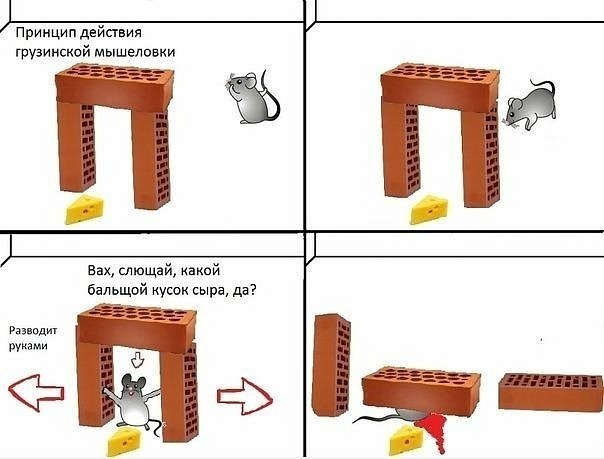 Принцип действия
грузинской мышеловки
Вах, слющай, какой
бальщой кусок сыра, да?
Разводит
руками